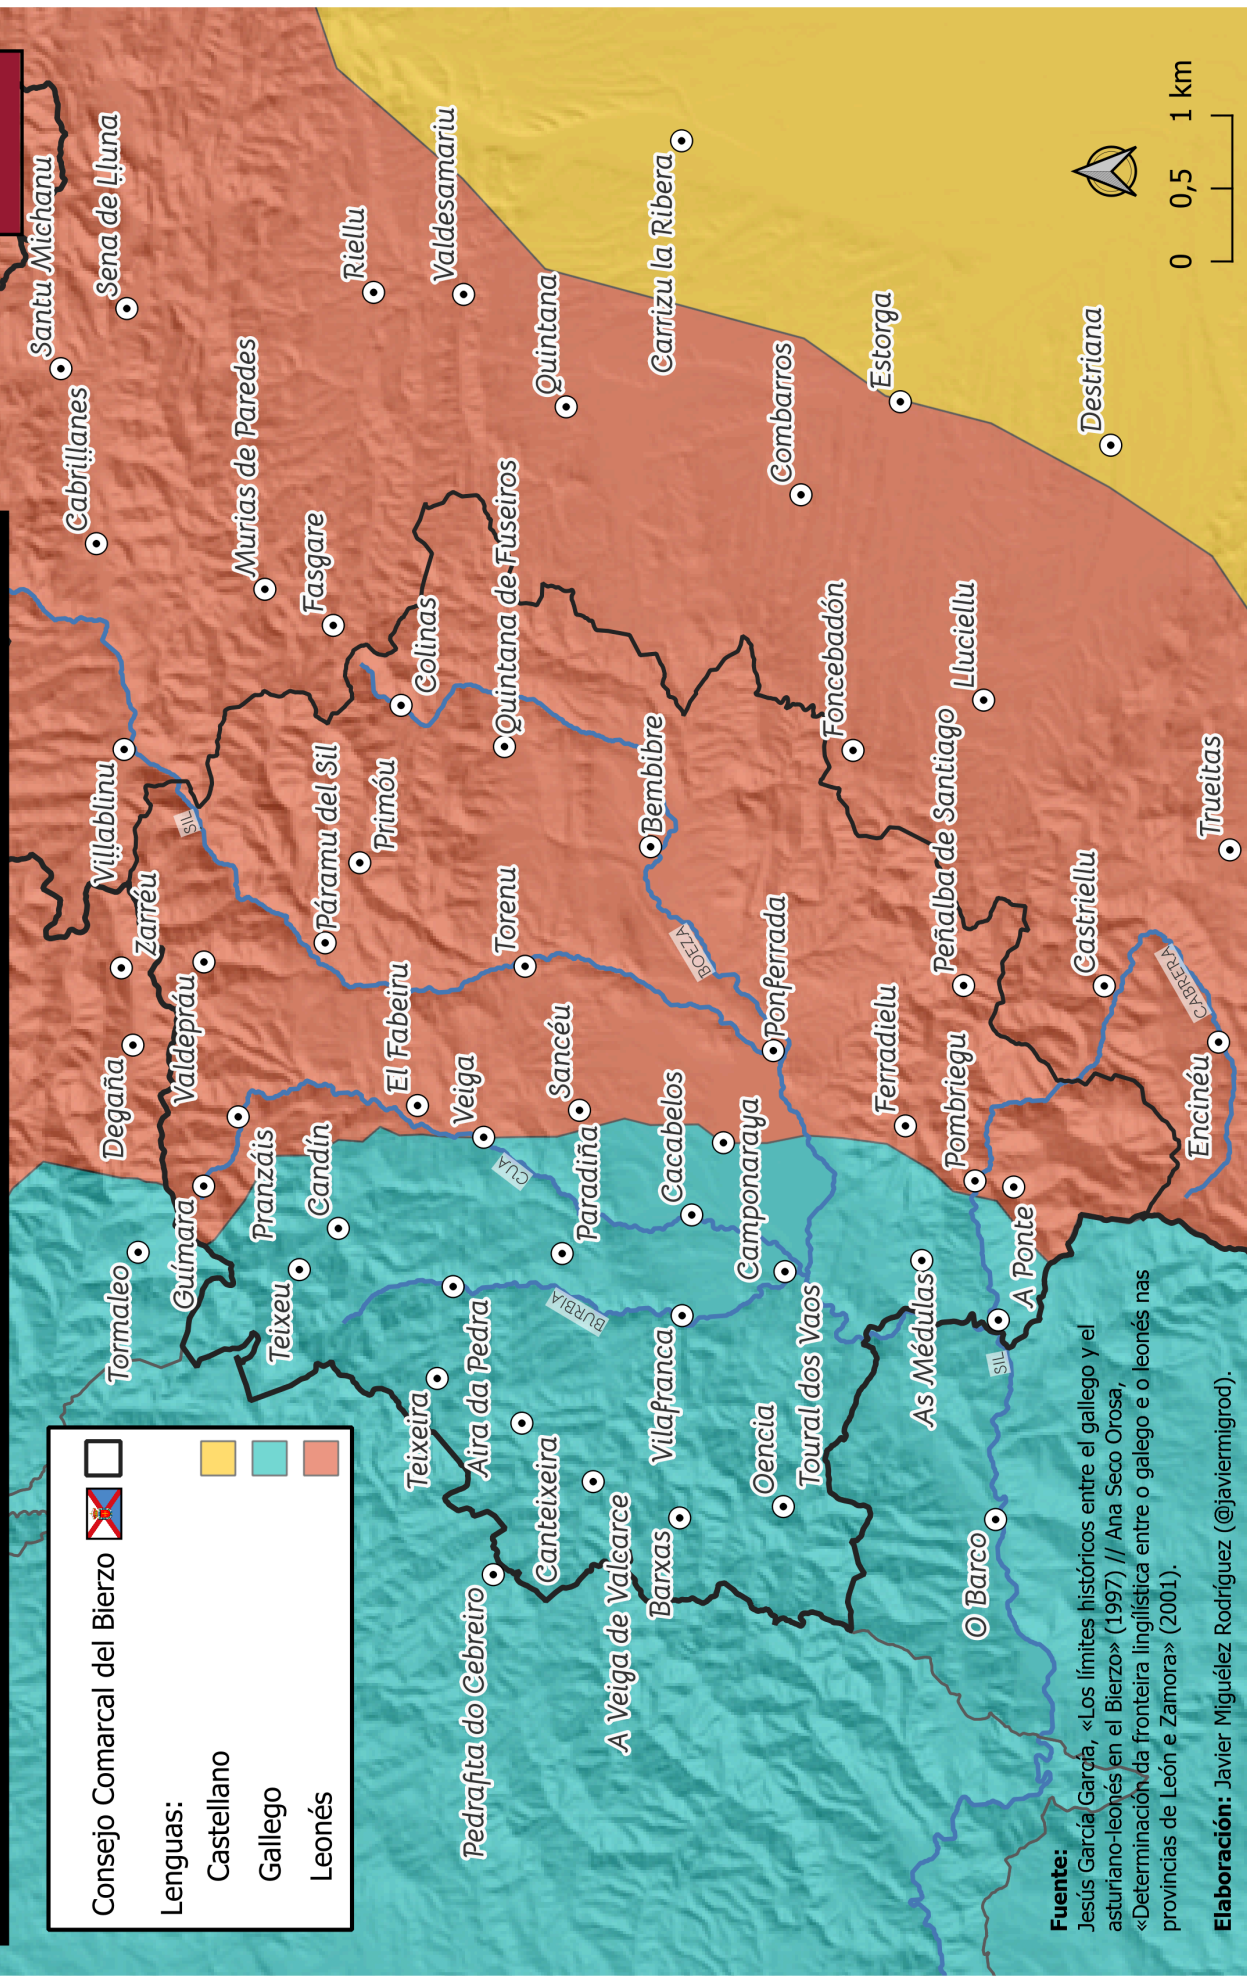 Consejo Comarcal del Bierzo
Lenguas:
Castellano
Gallego
Leonés
Santu Michanu
Sena de Ḷḷuna
Cabriḷḷanes
Murias de Paredes
Fasgare
Riellu
Valdesamariu
Quintana
Carrizu la Ribera
Combarros
Estorga
Destriana
Viḷḷablinu
Zarréu
Degaña
Valdepráu
Páramu del Sil
Primóu
Colinas
Quintana de Fuseiros
Torenu
Bembibre
Foncebadón
Lluciellu
Trueitas
Tormaleo
Guímara
Pranzáis
Candín
Teixeu
El Fabeiru
Veiga
Sancéu
Paradiña
Cacabelos
Camponaraya
Ponferrada
Ferradielu
Peñalba de Santiago
Pombriegu
Castriellu
Encinéu
A Ponte
As Médulas
Teixeira
Aira da Pedra
Canteixeira
Pedrafita do Cebreiro
A Veiga de Valcarce
Barxas
Vilafranca
Oencia
Toural dos Vaos
O Barco
SIL
CUA
BURBIA
BOEZA
CABRERA
SIL
0 0,5 1 km
Fuente:
Jesús García García, «Los límites históricos entre el gallego y el
asturiano-leonés en el Bierzo» (1997) // Ana Seco Orosa,
«Determinación da fronteira lingílistica entre o galego e o leonés nas
provincias de León e Zamora» (2001).
Elaboración: Javier Miguélez Rodríguez (@javiermigrod).